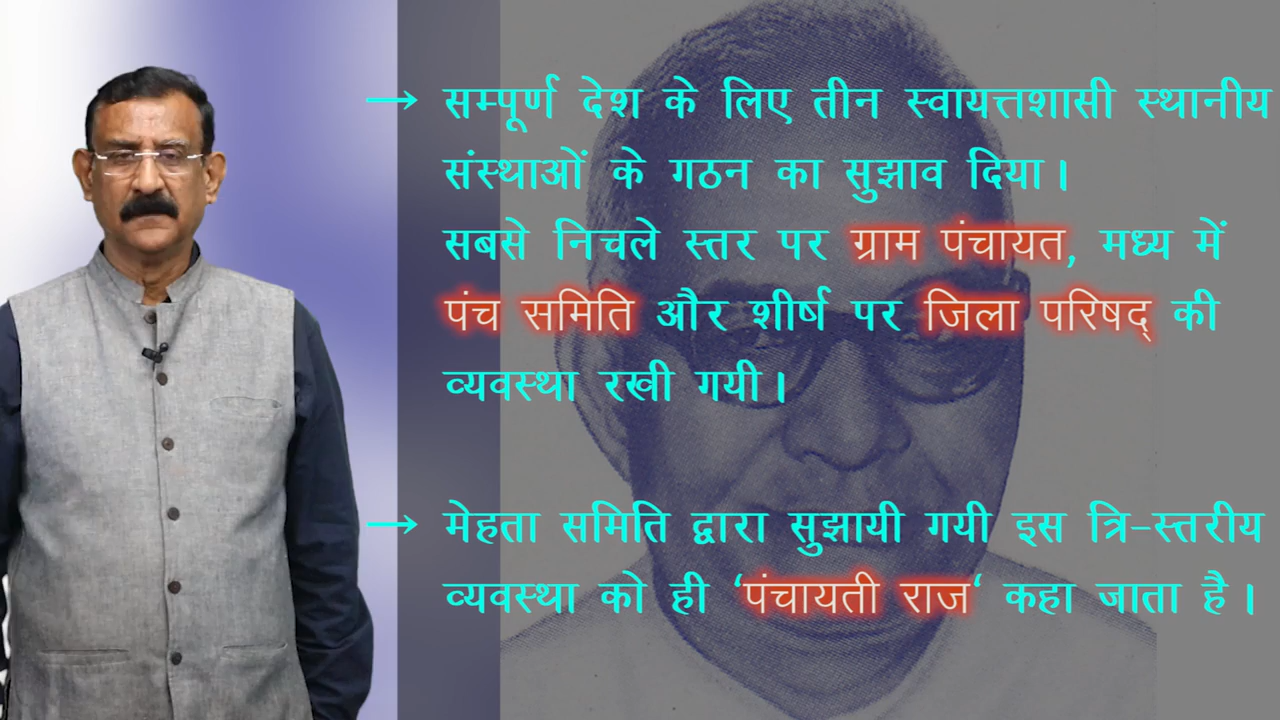 → सम्पूर्ण देश के लिए तीन स्वायत्तशासी स्थानीय
संस्थाओं के गठन का सुझाव दिया।
सबसे निचले स्तर पर ग्राम पंचायत, मध्य में
पंच समिति और शीर्ष पर जिला परिषद् की
व्यवस्था रखी गयी।
→ मेहता समिति द्वारा सुझायी गयी इस त्रि-स्तरीय
व्यवस्था को ही ‘पंचायती राज‘ कहा जाता है।